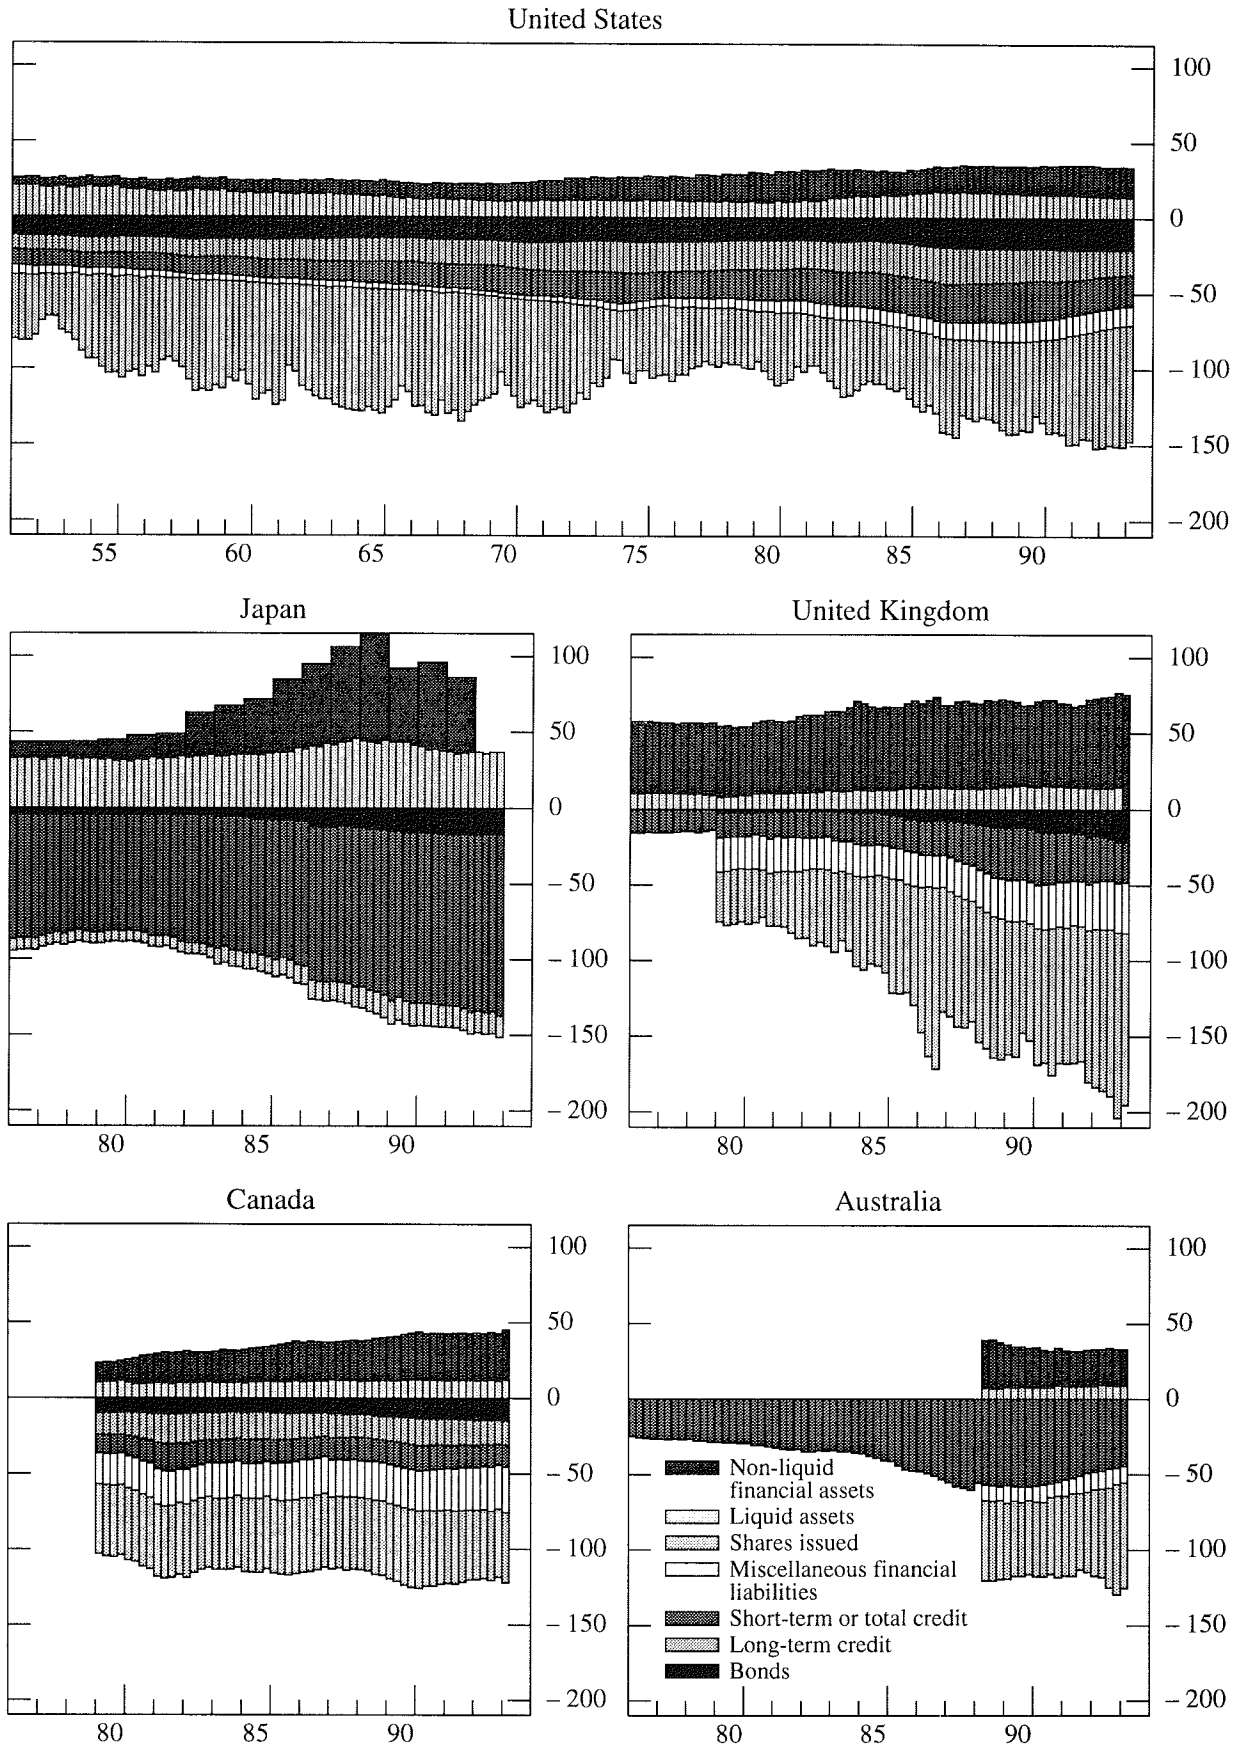 United States
100
50
0
– 50
– 100
– 150
– 200
55 60 65 70 75 80 85 90
Japan
100
50
0
– 50
– 100
– 150
– 200
80 85 90
United Kingdom
100
50
0
– 50
– 100
– 150
– 200
80 85 90
Canada
100
50
0
– 50
– 100
– 150
– 200
80 85 90
Australia
100
50
0
– 50
– 100
– 150
– 200
Non-liquid
financial assets
Liquid assets
Shares issued
Miscellaneous financial
liabilities
Short-term or total credit
Long-term credit
Bonds
80 85 90